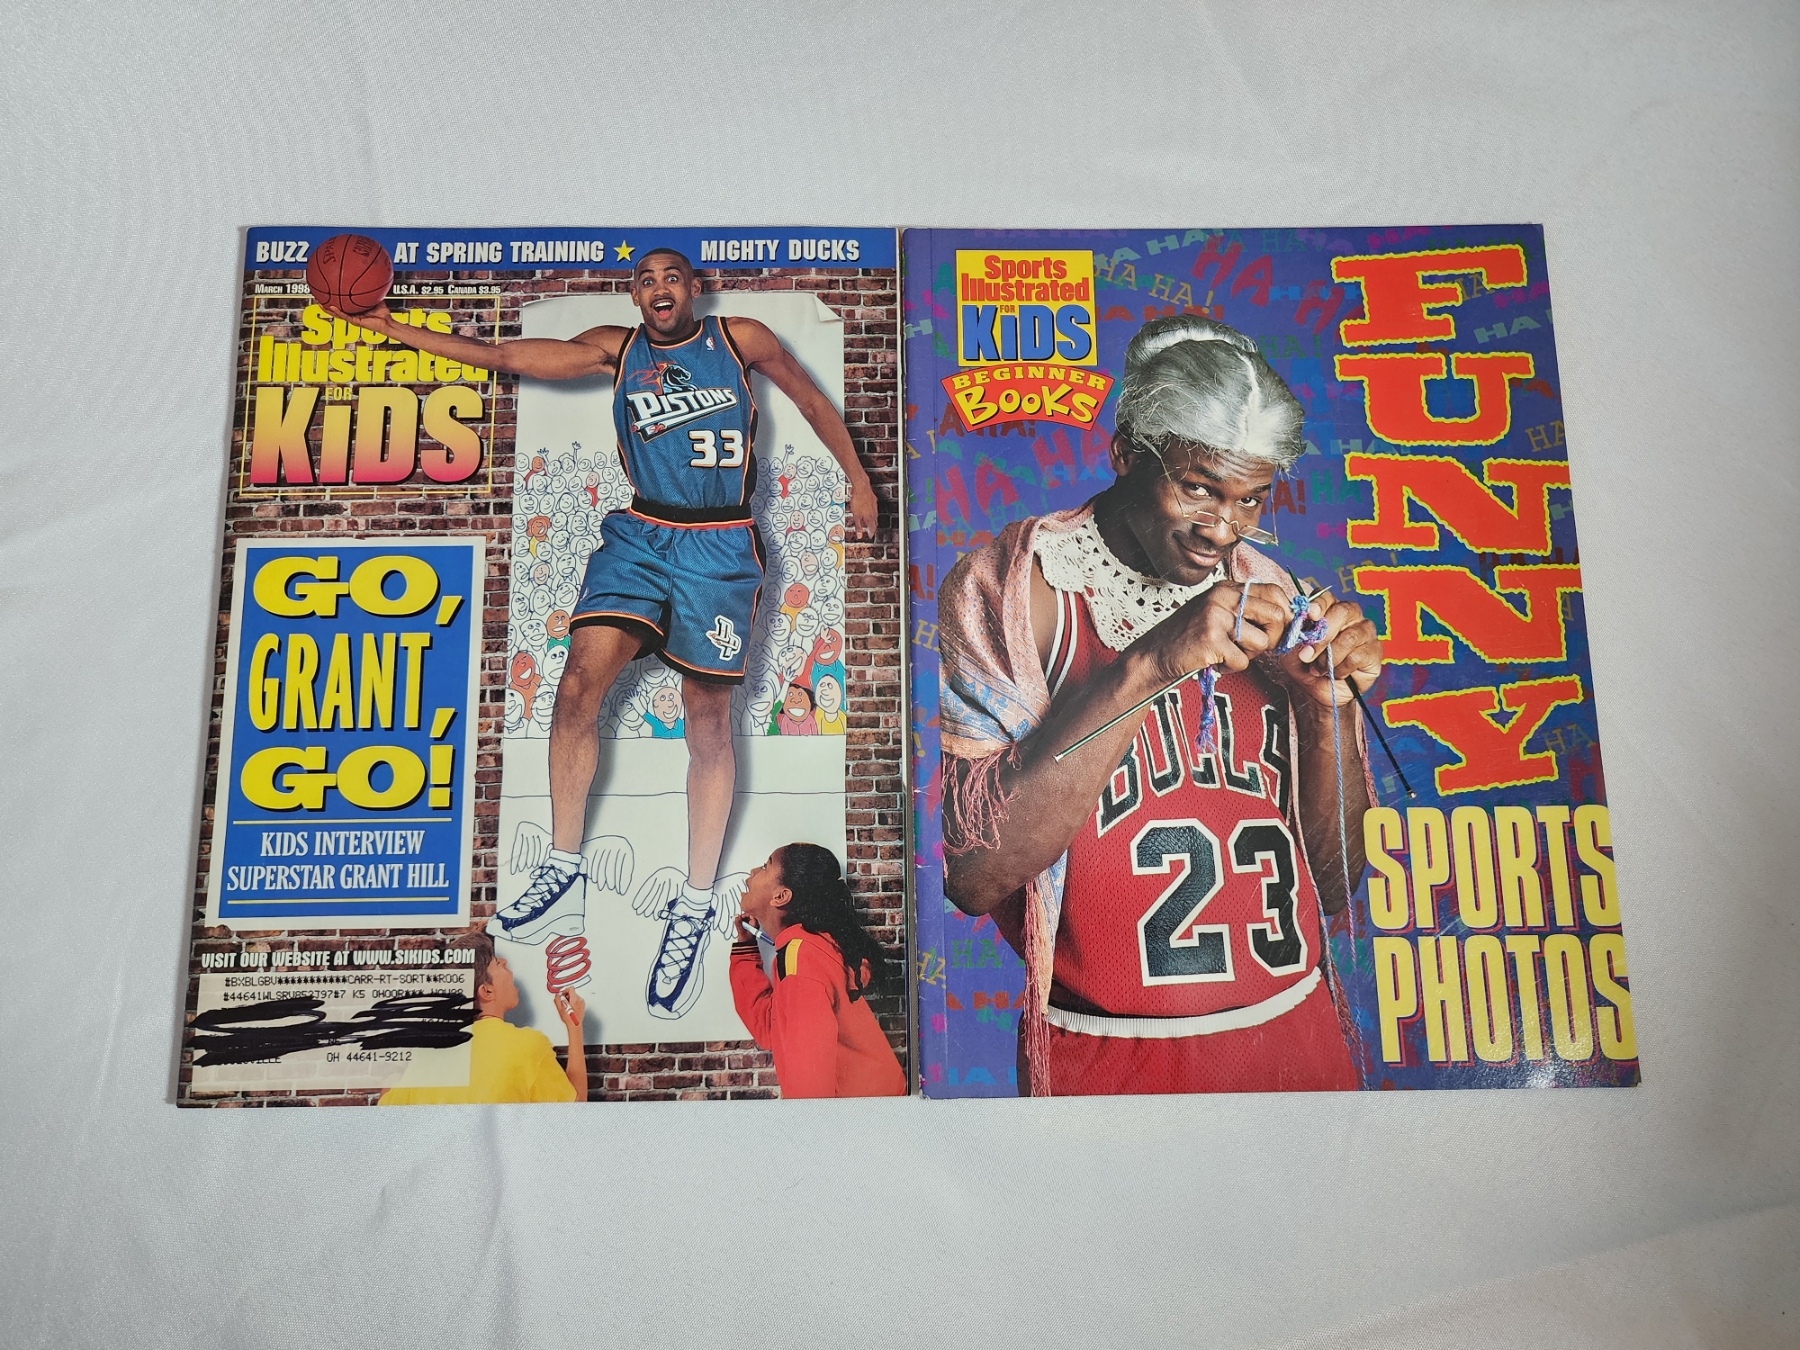 BUZZ AT SPRING TRAINING ★ MIGHTY DUCKS
MARCH 1998 U.S.A. $2.95 CANADA $3.95
Sports
Illustrated
FOR
KiDS
PISTONS
33
GO,
GRANT,
GO!
KIDS INTERVIEW
SUPERSTAR GRANT HILL
VISIT OUR WEBSITE AT WWW.SIKIDS.COM
#BXBLGBV***********CARR-RT-SORT**R006
OH 44641-9212
Sports
Illustrated
FOR
KiDS
BEGINNER
BOOKS
FUNNY
SPORTS
PHOTOS
BULLS
23
HA HA!